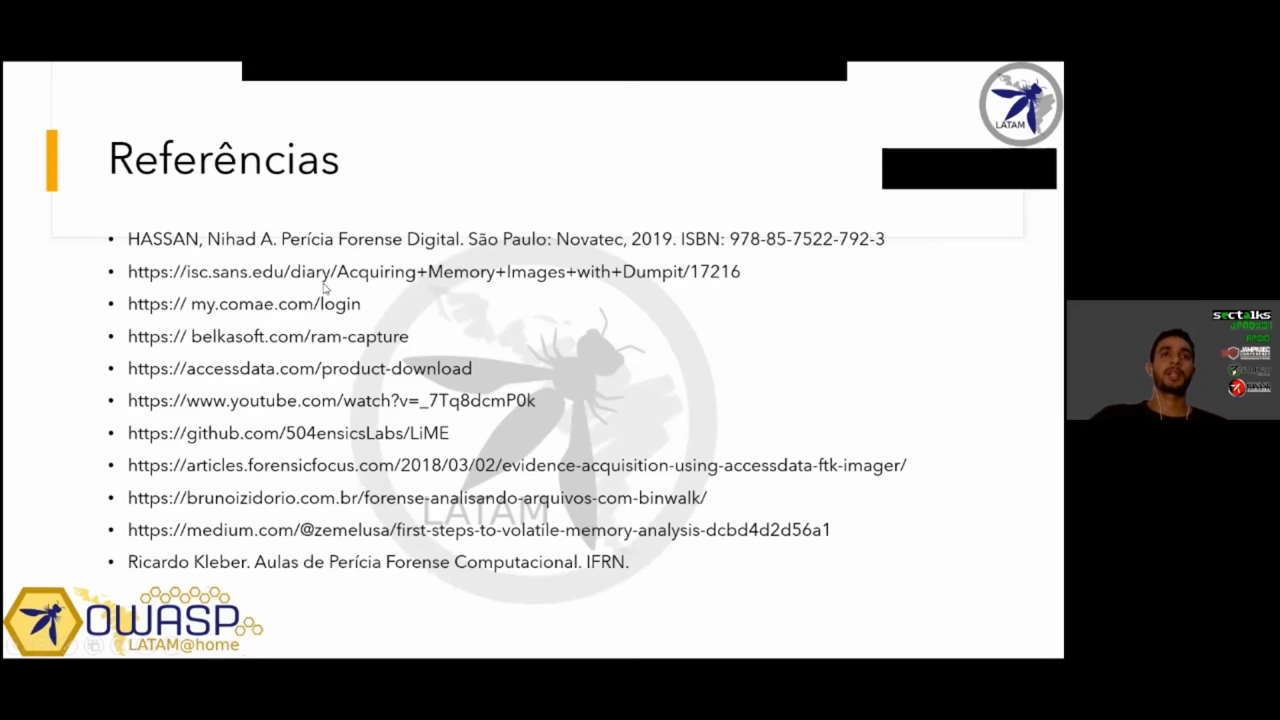 LATAM
Referências
• HASSAN, Nihad A. Perícia Forense Digital. São Paulo: Novatec, 2019. ISBN: 978-85-7522-792-3
• https://isc.sans.edu/diary/Acquiring+Memory+Images+with+Dumpit/17216
• https:// my.comae.com/login
• https:// belkasoft.com/ram-capture
• https://accessdata.com/product-download
• https://www.youtube.com/watch?v=_7Tq8dcmP0k
• https://github.com/504ensicsLabs/LiME
• https://articles.forensicfocus.com/2018/03/02/evidence-acquisition-using-accessdata-ftk-imager/
• https://brunoizidorio.com.br/forense-analisando-arquivos-com-binwalk/
• https://medium.com/@zemelusa/first-steps-to-volatile-memory-analysis-dcbd4d2d56a1
• Ricardo Kleber. Aulas de Perícia Forense Computacional. IFRN.
LATAM
OWASP
LATAM@home
sectalks
APOIO